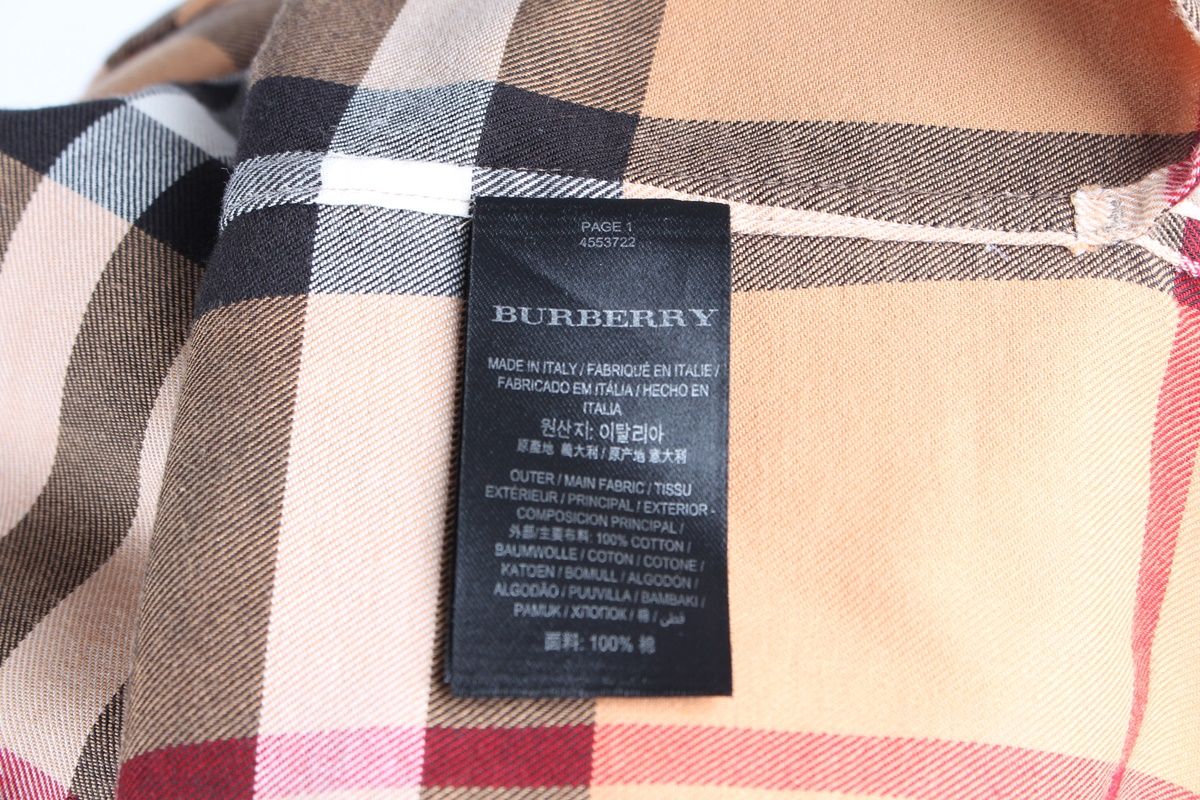 PAGE 1
4553722
BURBERRY
MADE IN ITALY / FABRIQUÉ EN ITALIE /
FABRICADO EM ITÁLIA / HECHO EN
ITALIA
원산지: 이탈리아
原產地 義大利 / 原产地 意大利
OUTER / MAIN FABRIC / TISSU
EXTÉRIEUR / PRINCIPAL / EXTERIOR -
COMPOSICION PRINCIPAL /
外部/主要布料: 100% COTTON /
BAUMWOLLE / COTON / COTONE /
KATOEN / BOMULL / ALGODÓN /
ALGODÃO / PUUVILLA / BAMBAKI /
PAMUK / ХЛОПОК / 棉 / قطن /
面料: 100% 棉